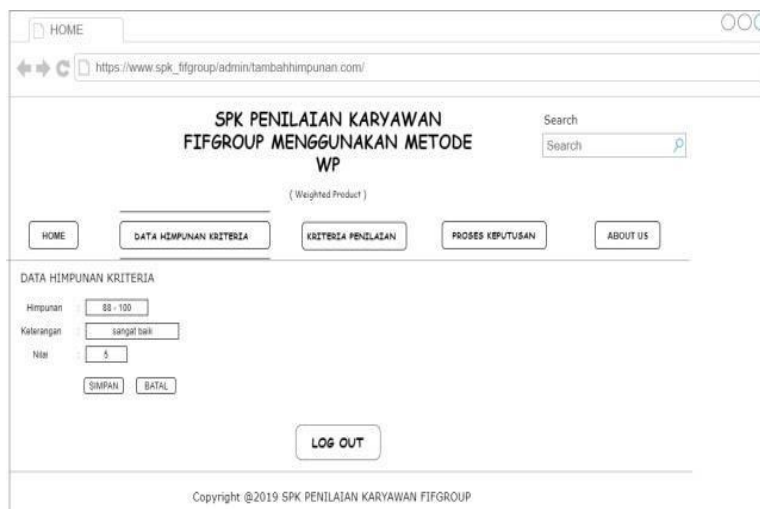 HOME
https://www.spk_fifgroup/admin/tambahhimpunan.com/
SPK PENILAIAN KARYAWAN
FIFGROUP MENGGUNAKAN METODE
WP
( Weighted Product )
Search
Search
HOME
DATA HIMPUNAN KRITERIA
KRITERIA PENILAIAN
PROSES KEPUTUSAN
ABOUT US
DATA HIMPUNAN KRITERIA
Himpunan : 88 - 100
Keterangan : sangat baik
Nilai : 5
SIMPAN BATAL
LOG OUT
Copyright @2019 SPK PENILAIAN KARYAWAN FIFGROUP